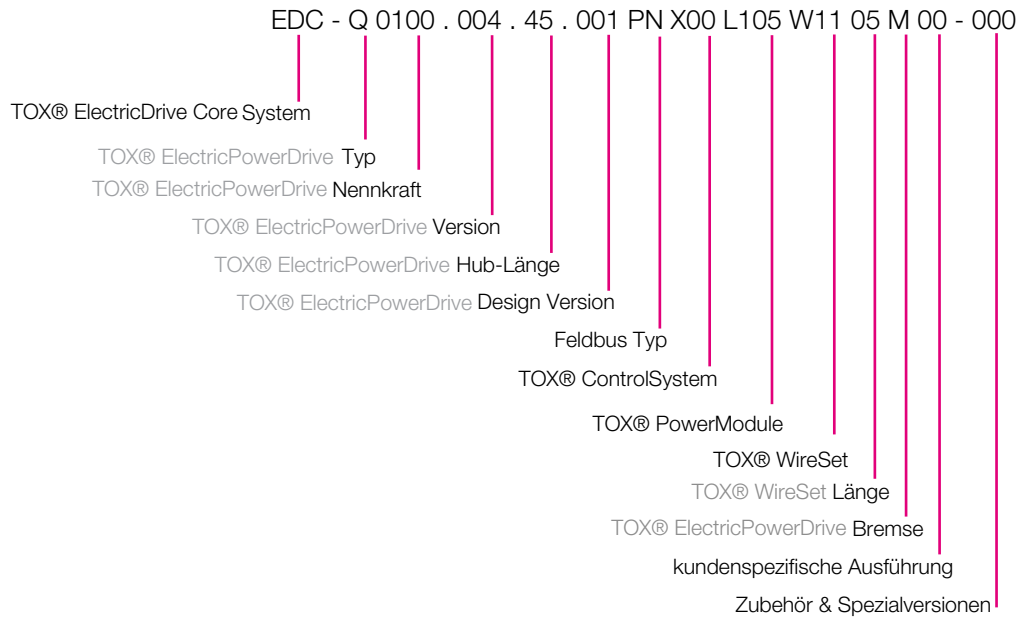 EDC - Q 0100 . 004 . 45 . 001 PN X00 L105 W11 05 M 00 - 000
TOX® ElectricDrive Core System
TOX® ElectricPowerDrive Typ
TOX® ElectricPowerDrive Nennkraft
TOX® ElectricPowerDrive Version
TOX® ElectricPowerDrive Hub-Länge
TOX® ElectricPowerDrive Design Version
Feldbus Typ
TOX® ControlSystem
TOX® PowerModule
TOX® WireSet
TOX® WireSet Länge
TOX® ElectricPowerDrive Bremse
kundenspezifische Ausführung
Zubehör & Spezialversionen